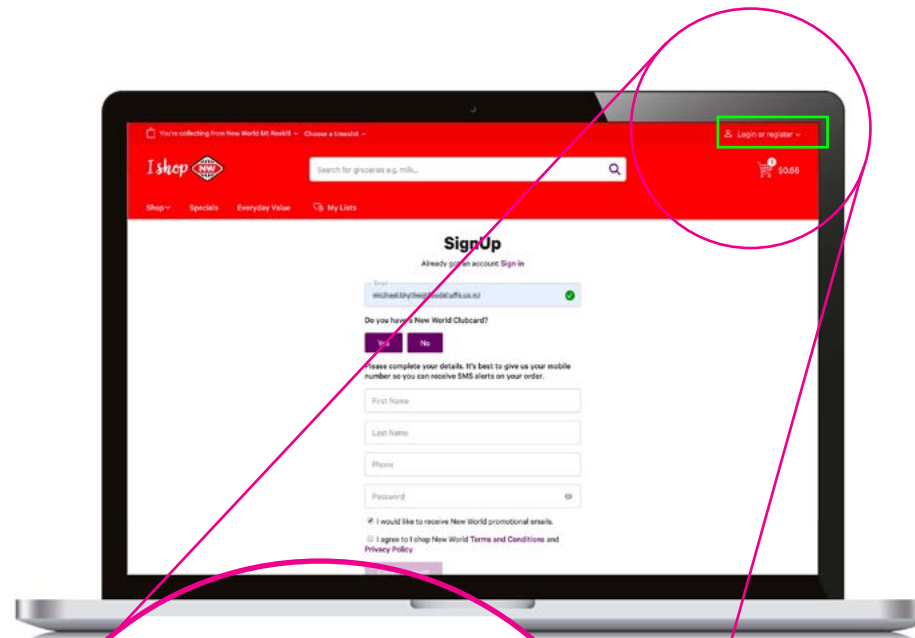 You're collecting from New World Mt Roskill Choose a timeslot
Login or register
I shop NW
Search for groceries e.g. milk...
0
$0.66
Shop Specials Everyday Value My Lists
SignUp
Already got an account Sign in
Email
Do you have a New World Clubcard?
Yes No
Please complete your details. It's best to give us your mobile
number so you can receive SMS alerts on your order.
First Name
Last Name
Phone
Password
I would like to receive New World promotional emails.
I agree to I shop New World Terms and Conditions and
Privacy Policy